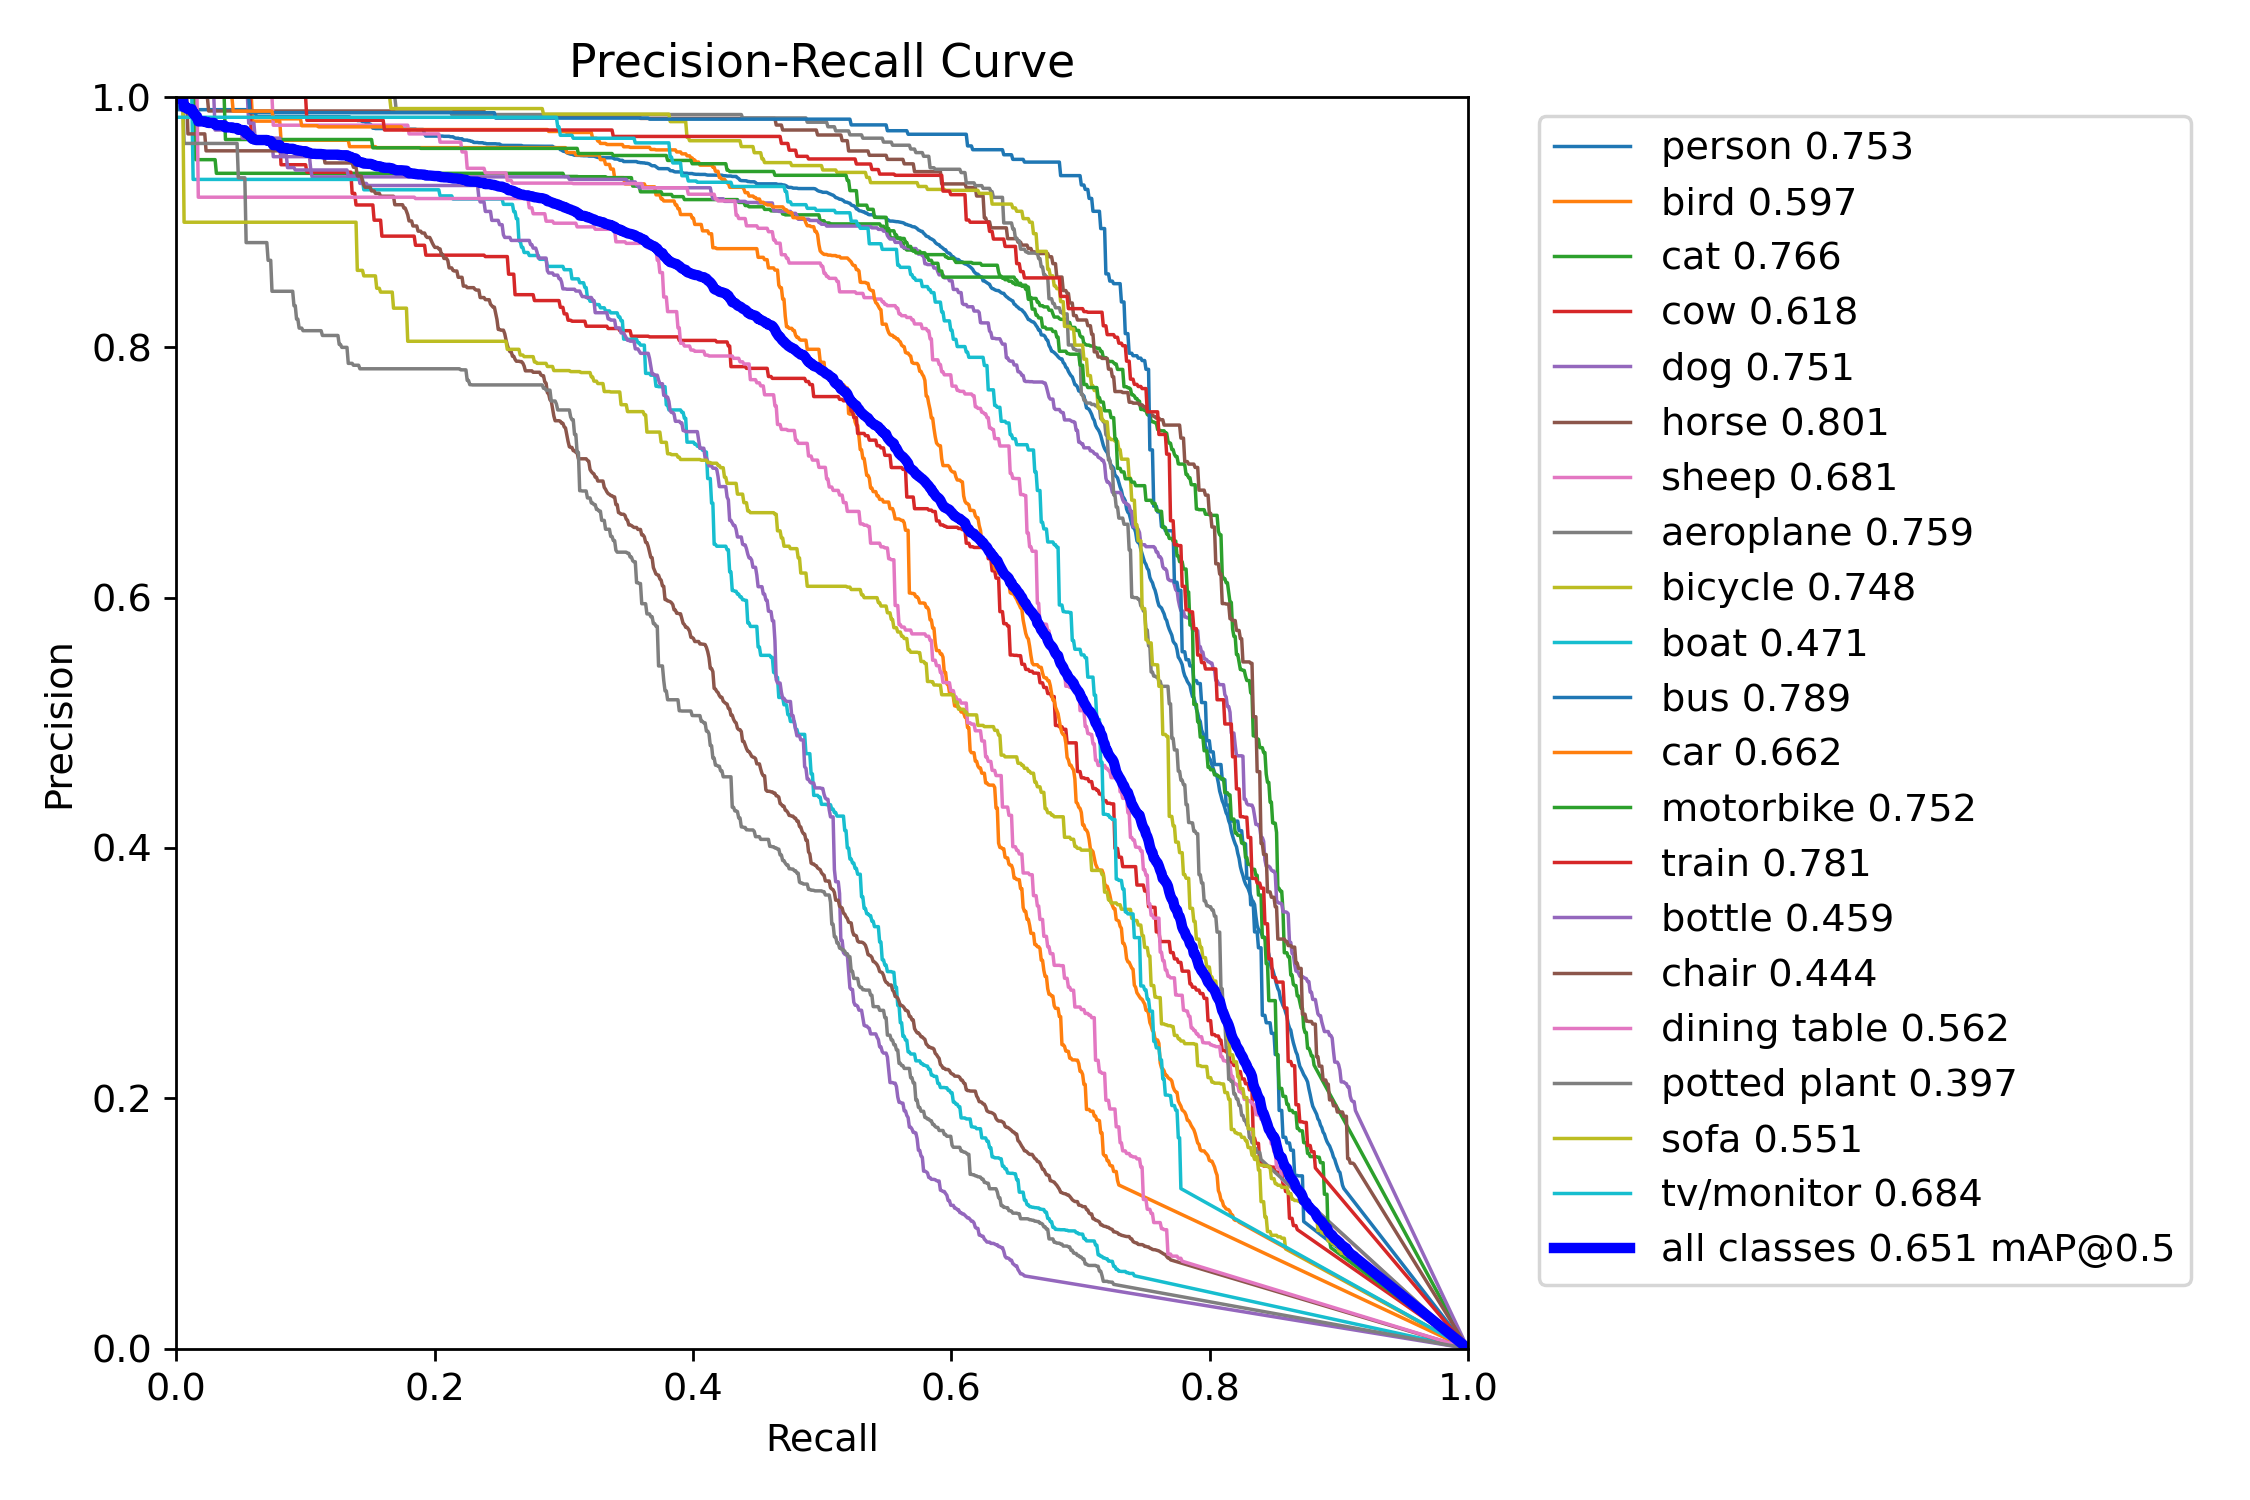 Precision-Recall Curve
1.0
0.8
0.6
0.4
0.2
0.0
Precision
0.0 0.2 0.4 0.6 0.8 1.0
Recall
person 0.753
bird 0.597
cat 0.766
cow 0.618
dog 0.751
horse 0.801
sheep 0.681
aeroplane 0.759
bicycle 0.748
boat 0.471
bus 0.789
car 0.662
motorbike 0.752
train 0.781
bottle 0.459
chair 0.444
dining table 0.562
potted plant 0.397
sofa 0.551
tv/monitor 0.684
all classes 0.651 mAP@0.5